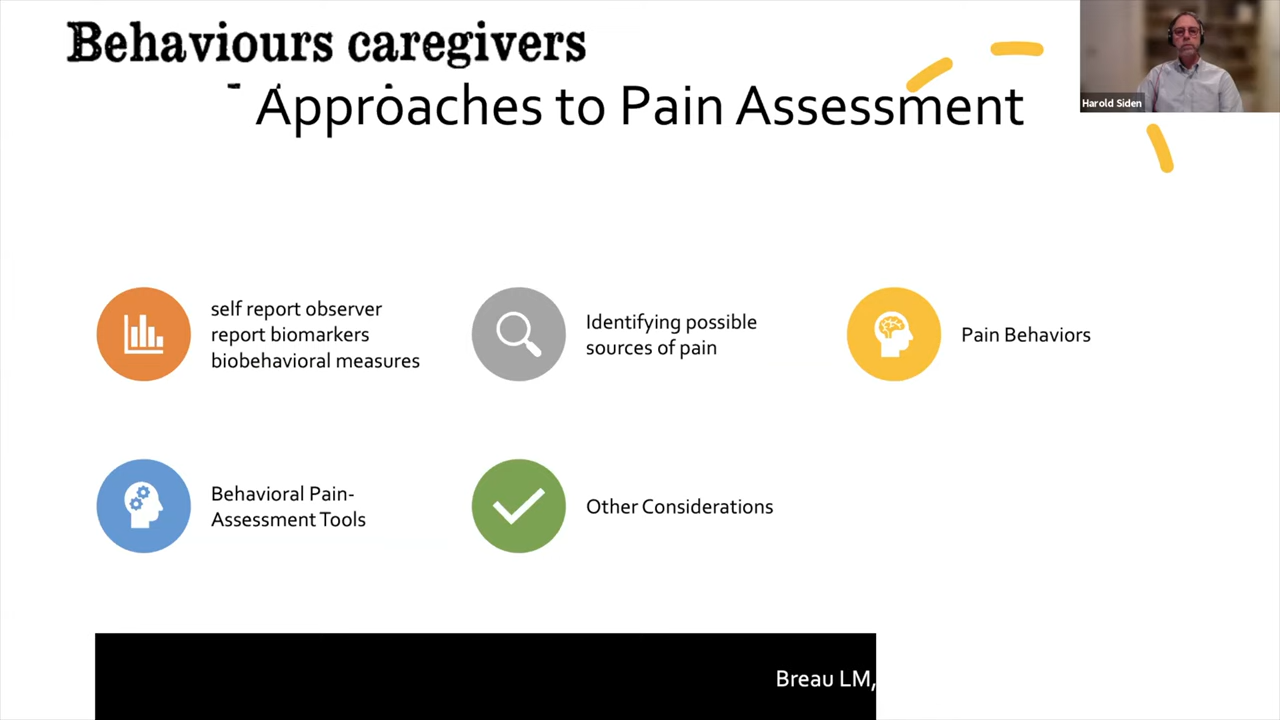 Behaviours caregivers
Approaches to Pain Assessment
Harold Siden
self report observer
report biomarkers
biobehavioral measures
Identifying possible
sources of pain
Pain Behaviors
Behavioral Pain-
Assessment Tools
Other Considerations
Breau LM,